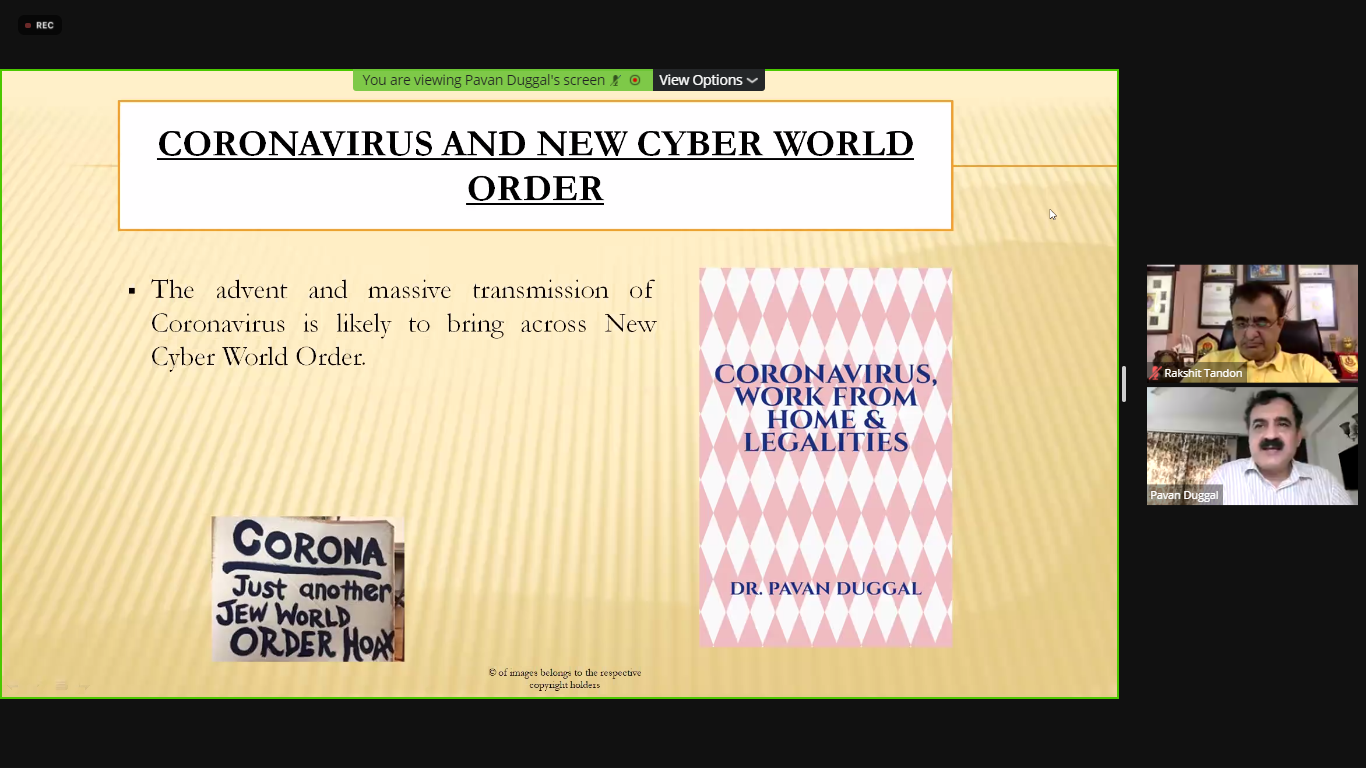 REC
You are viewing Pavan Duggal's screen
View Options
CORONAVIRUS AND NEW CYBER WORLD
ORDER
▪ The advent and massive transmission of
Coronavirus is likely to bring across New
Cyber World Order.
CORONA
Just another
JEW WORLD
ORDER HOAX
CORONAVIRUS,
WORK FROM
HOME &
LEGALITIES
DR. PAVAN DUGGAL
© of images belongs to the respective
copyright holders
Rakshit Tandon
Pavan Duggal